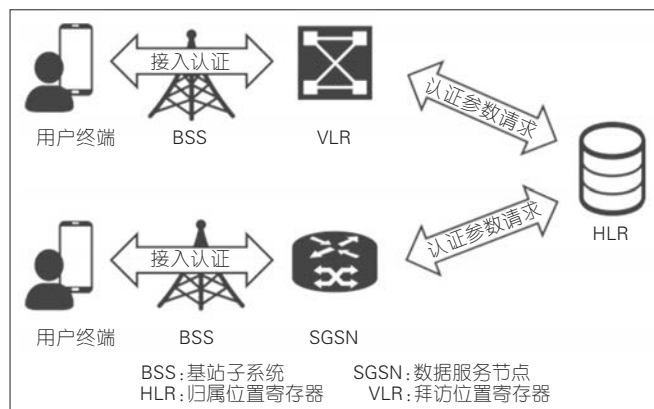 接入认证
认证参数请求
用户终端 BSS VLR
HLR
接入认证
认证参数请求
用户终端 BSS SGSN
BSS:基站子系统 SGSN:数据服务节点
HLR:归属位置寄存器 VLR:拜访位置寄存器